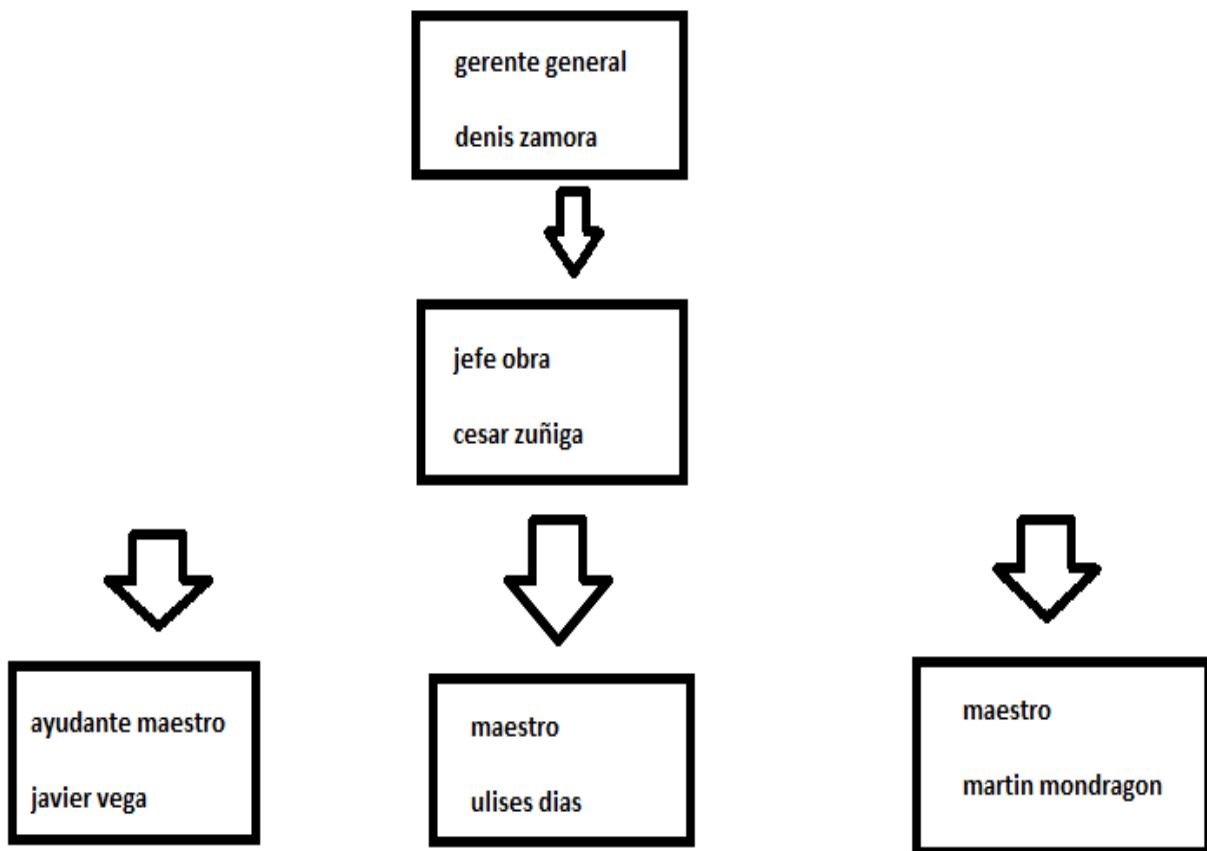 gerente general
denis zamora
jefe obra
cesar zuñiga
ayudante maestro
javier vega
maestro
ulises dias
maestro
martin mondragon